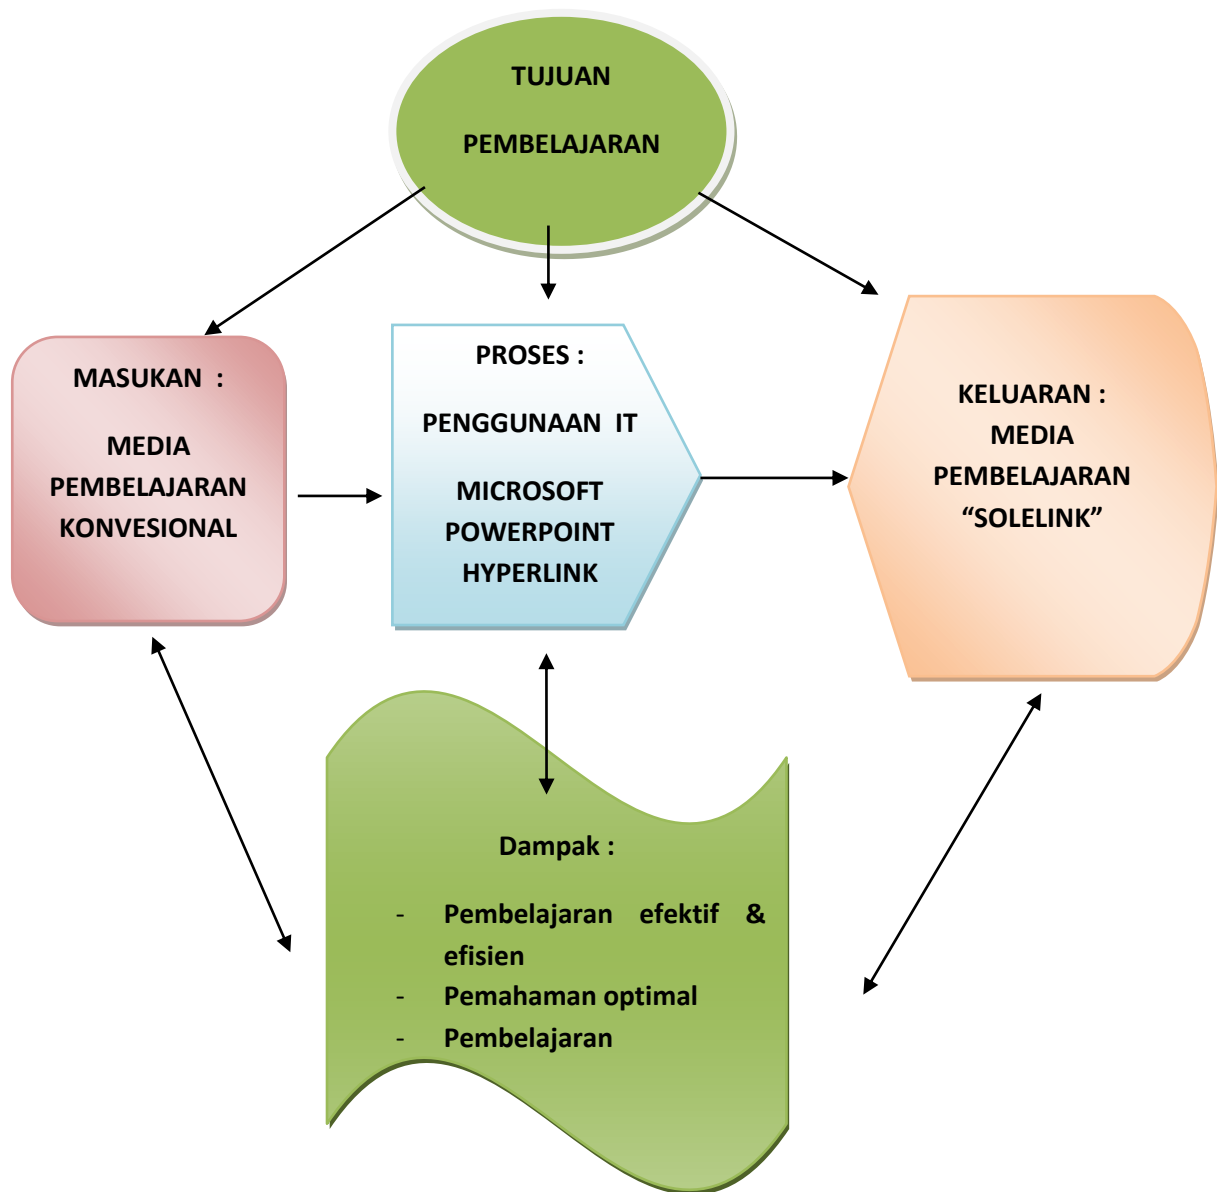 TUJUAN
PEMBELAJARAN
MASUKAN :
MEDIA
PEMBELAJARAN
KONVESIONAL
PROSES :
PENGGUNAAN IT
MICROSOFT
POWERPOINT
HYPERLINK
KELUARAN :
MEDIA
PEMBELAJARAN
“SOLELINK”
Dampak :
- Pembelajaran efektif &
efisien
- Pemahaman optimal
- Pembelajaran